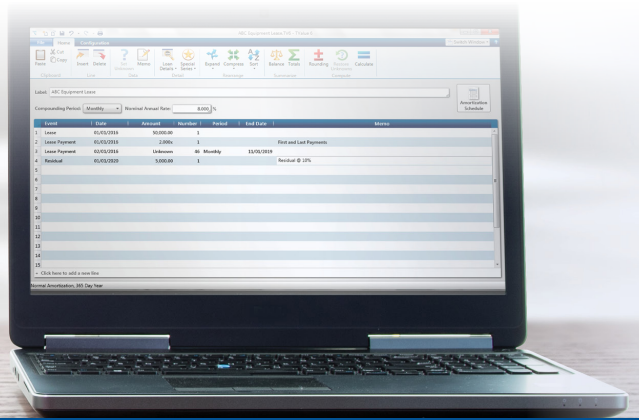 ABC Equipment Lease.TV6 - TValue 6
File Home Configuration
Paste Cut Copy Insert Delete Memo Loan Details Special Series Expand Compress Sort Balance Totals Rounding Calculate
Clipboard Line Data
Label: ABC Equipment Lease
Amortization Schedule
Compounding Period: Monthly Nominal Annual Rate: 8.000 %
Event Date Amount Number Period End Date Memo
1 Lease 01/01/2016 50,000.00 1
2 Lease Payment 01/01/2016 2.000x 1 First and Last Payments
3 Lease Payment 02/01/2016 Unknown 46 Monthly 11/01/2019
4 Residual 01/01/2020 5,000.00 1 Residual @ 10%
5
6
7
8
9
10
11
12
13
14
15
Click here to add a new line
Normal Amortization, 365 Day Year